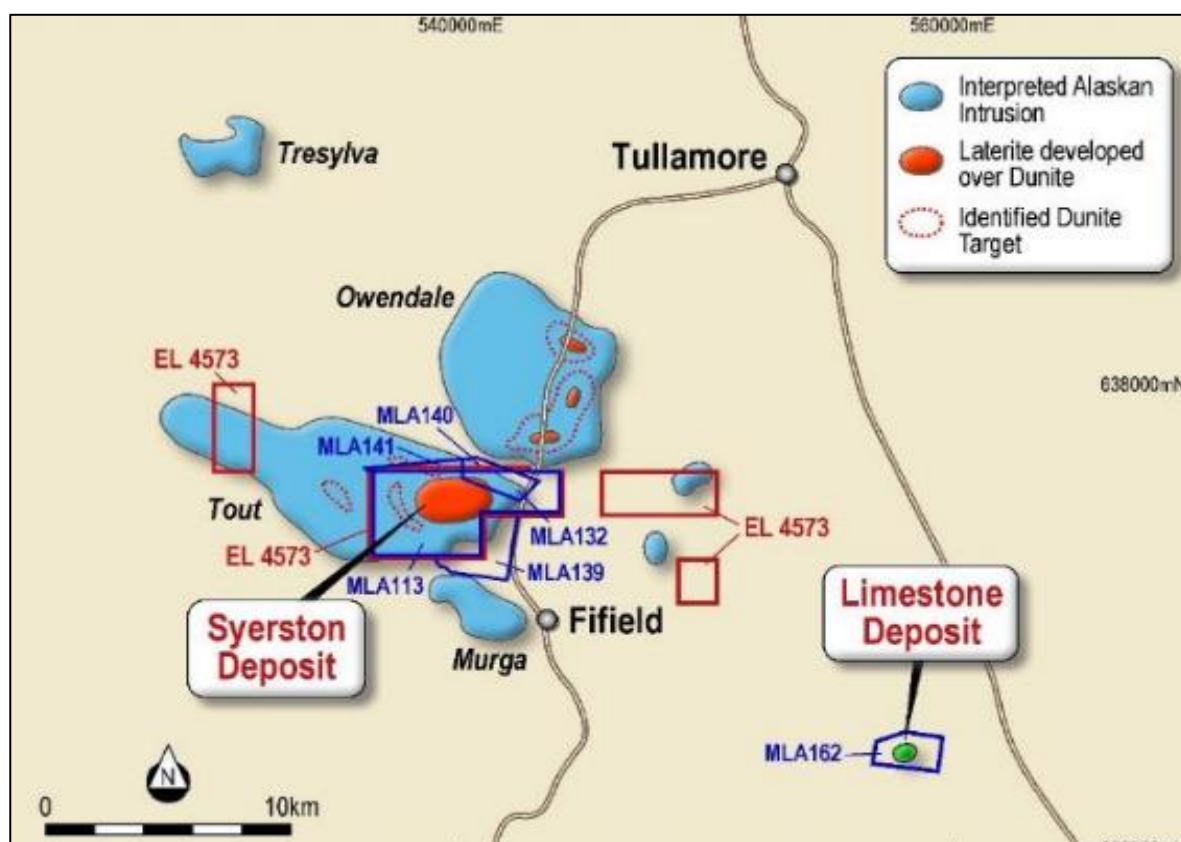 540000mE
560000mE
Interpreted Alaskan
Intrusion
Laterite developed
over Dunite
Identified Dunite
Target
Tresylva
Tullamore
Owendale
EL 4573
638000mN
MLA140
MLA141
Tout
EL 4573
MLA132
EL 4573
MLA113
MLA139
Syerston
Deposit
Murga
Fifield
Limestone
Deposit
MLA162
N
0
10km